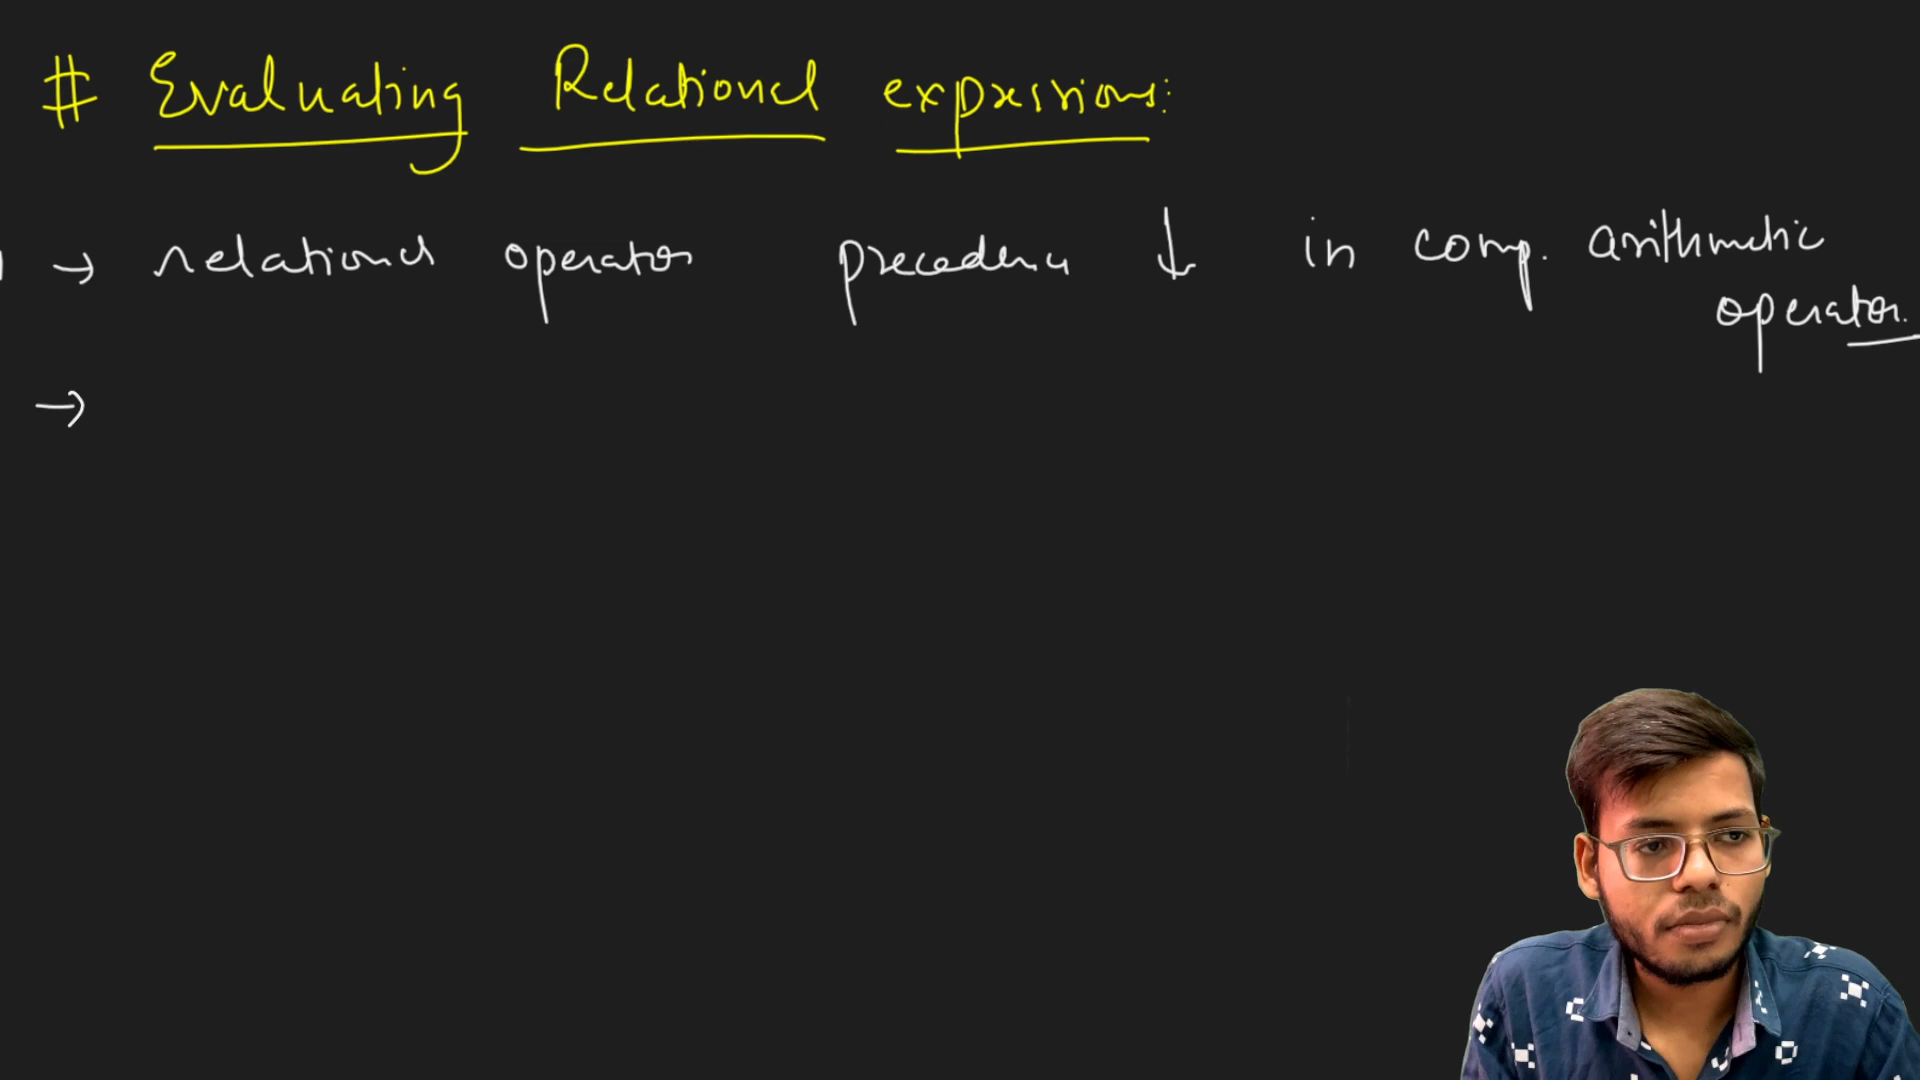 # Evaluating Relational expressions:
→ relational operator precedence ↓ in comp. arithmetic
operator.
→